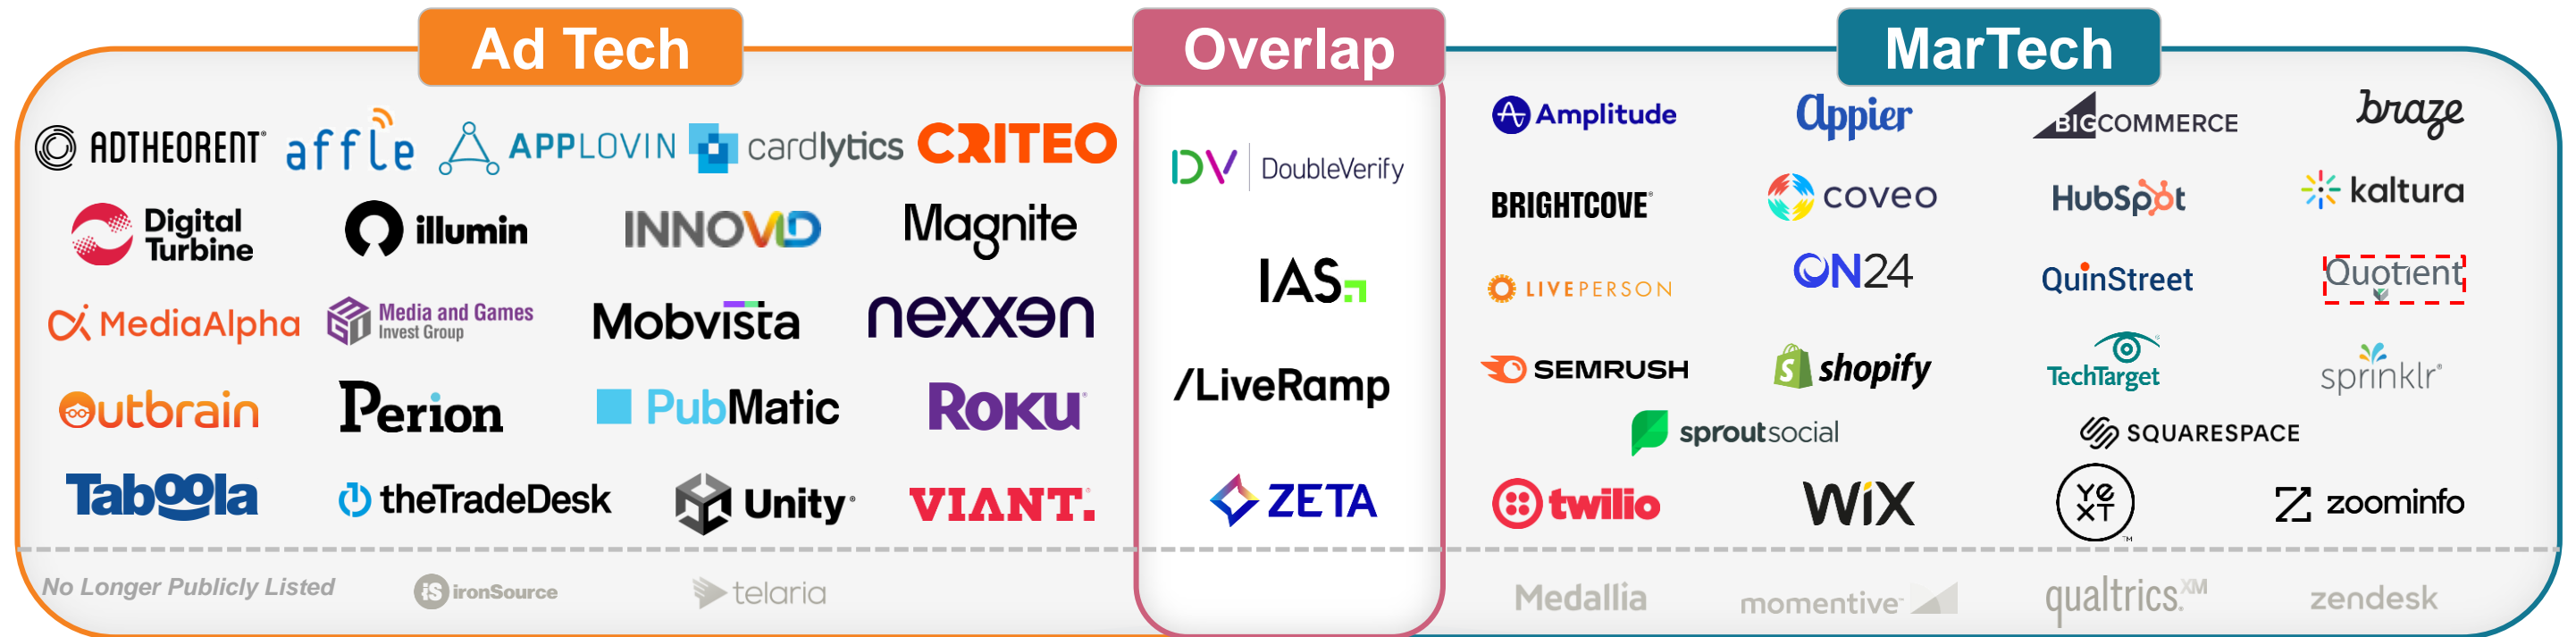 Ad Tech
Overlap
MarTech
ADTHEORENT®
affle
APPLOVIN
cardlytics
CRITEO
Digital
Turbine
illumin
INNOVID
Magnite
MediaAlpha
Media and Games
Invest Group
Mobvista
nexxen
Outbrain
Perion
PubMatic
ROKU®
Taboola
theTradeDesk
Unity®
VIANT.®
DV DoubleVerify
IAS
/LiveRamp
ZETA
Amplitude
Appier
BIGCOMMERCE
braze
BRIGHTCOVE®
coveo
HubSpot
kaltura
LIVEPERSON
ON24
QuinStreet
Quotient
SEMRUSH
shopify
TechTarget
sprinklr®
sproutsocial
SQUARESPACE
twilio
WiX
YEXT™
zoominfo
No Longer Publicly Listed
iS ironSource
telaria
Medallia
momentive™
qualtrics.XM
zendesk